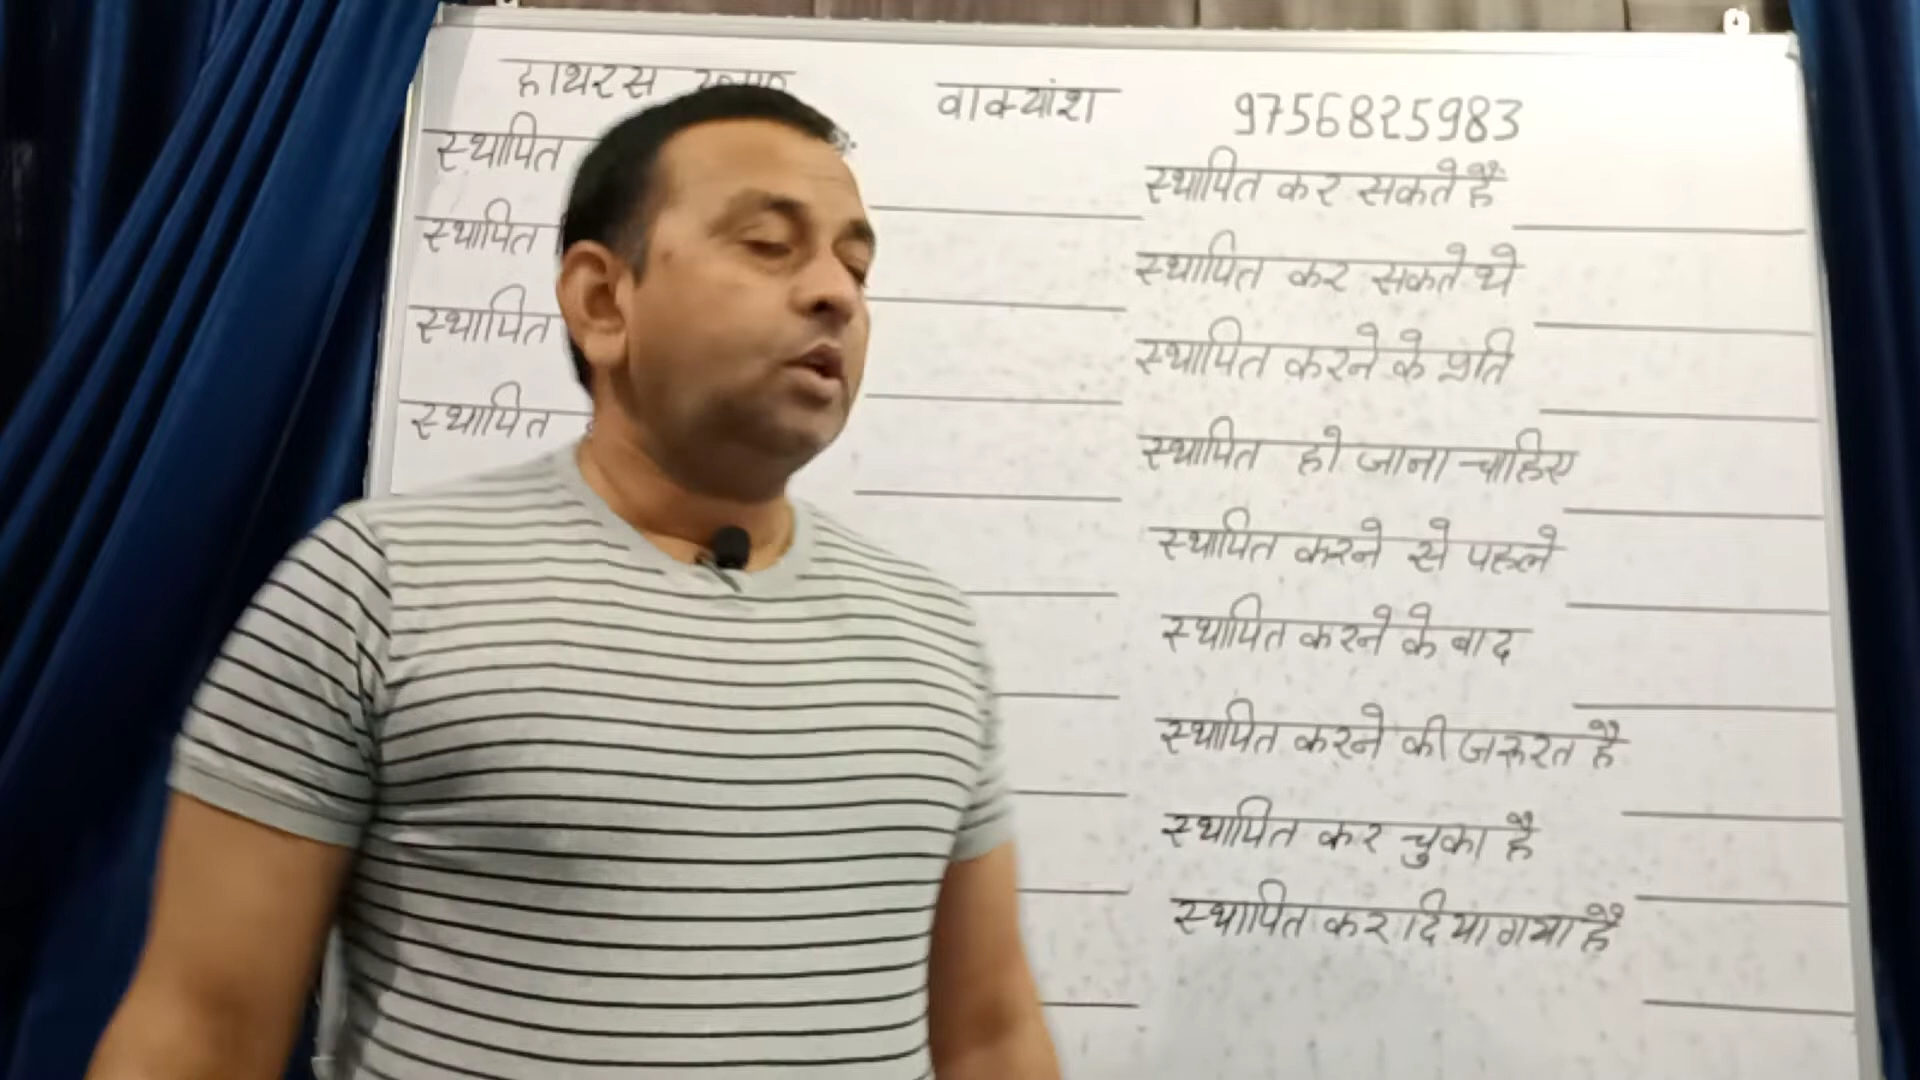 हाथरस
वाक्यांश
9756825983
स्थापित
स्थापित
स्थापित
स्थापित
स्थापित कर सकते हैं
स्थापित कर सकते थे
स्थापित करने के प्रति
स्थापित हो जाना चाहिए
स्थापित करने से पहले
स्थापित करने के बाद
स्थापित करने की जरूरत है
स्थापित कर चुका है
स्थापित कर दिया गया है